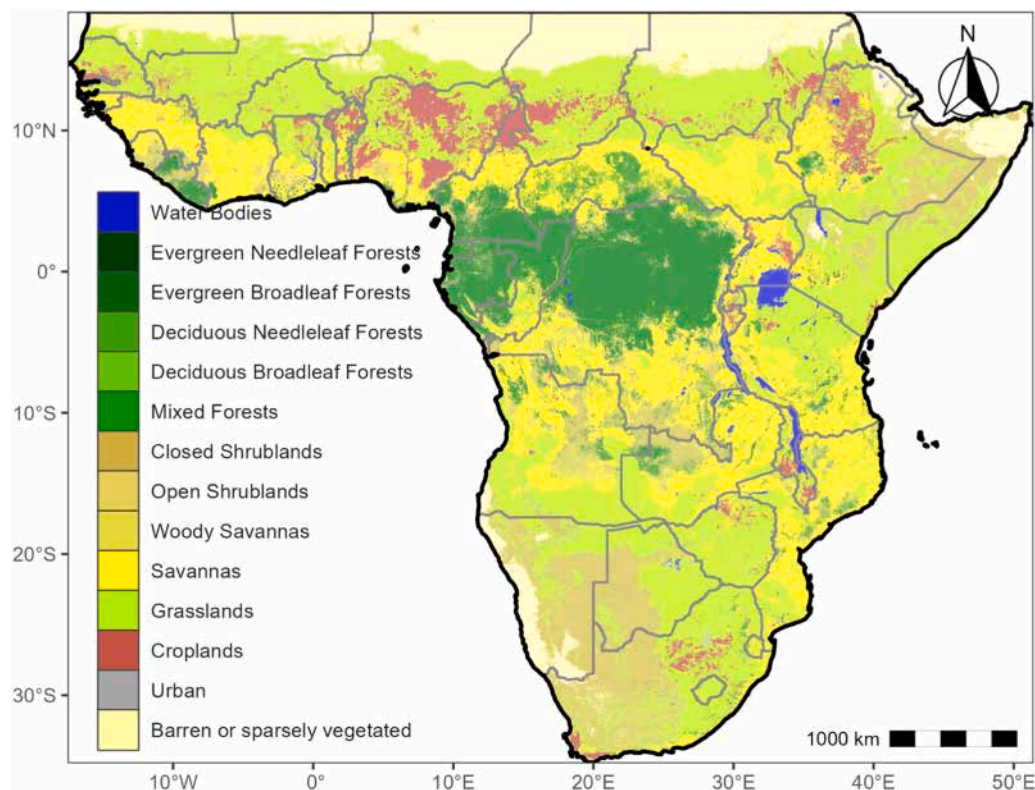 N
10°N
0°
10°S
20°S
30°S
Water Bodies
Evergreen Needleleaf Forests
Evergreen Broadleaf Forests
Deciduous Needleleaf Forests
Deciduous Broadleaf Forests
Mixed Forests
Closed Shrublands
Open Shrublands
Woody Savannas
Savannas
Grasslands
Croplands
Urban
Barren or sparsely vegetated
1000 km
10°W
0°
10°E
20°E
30°E
40°E
50°E